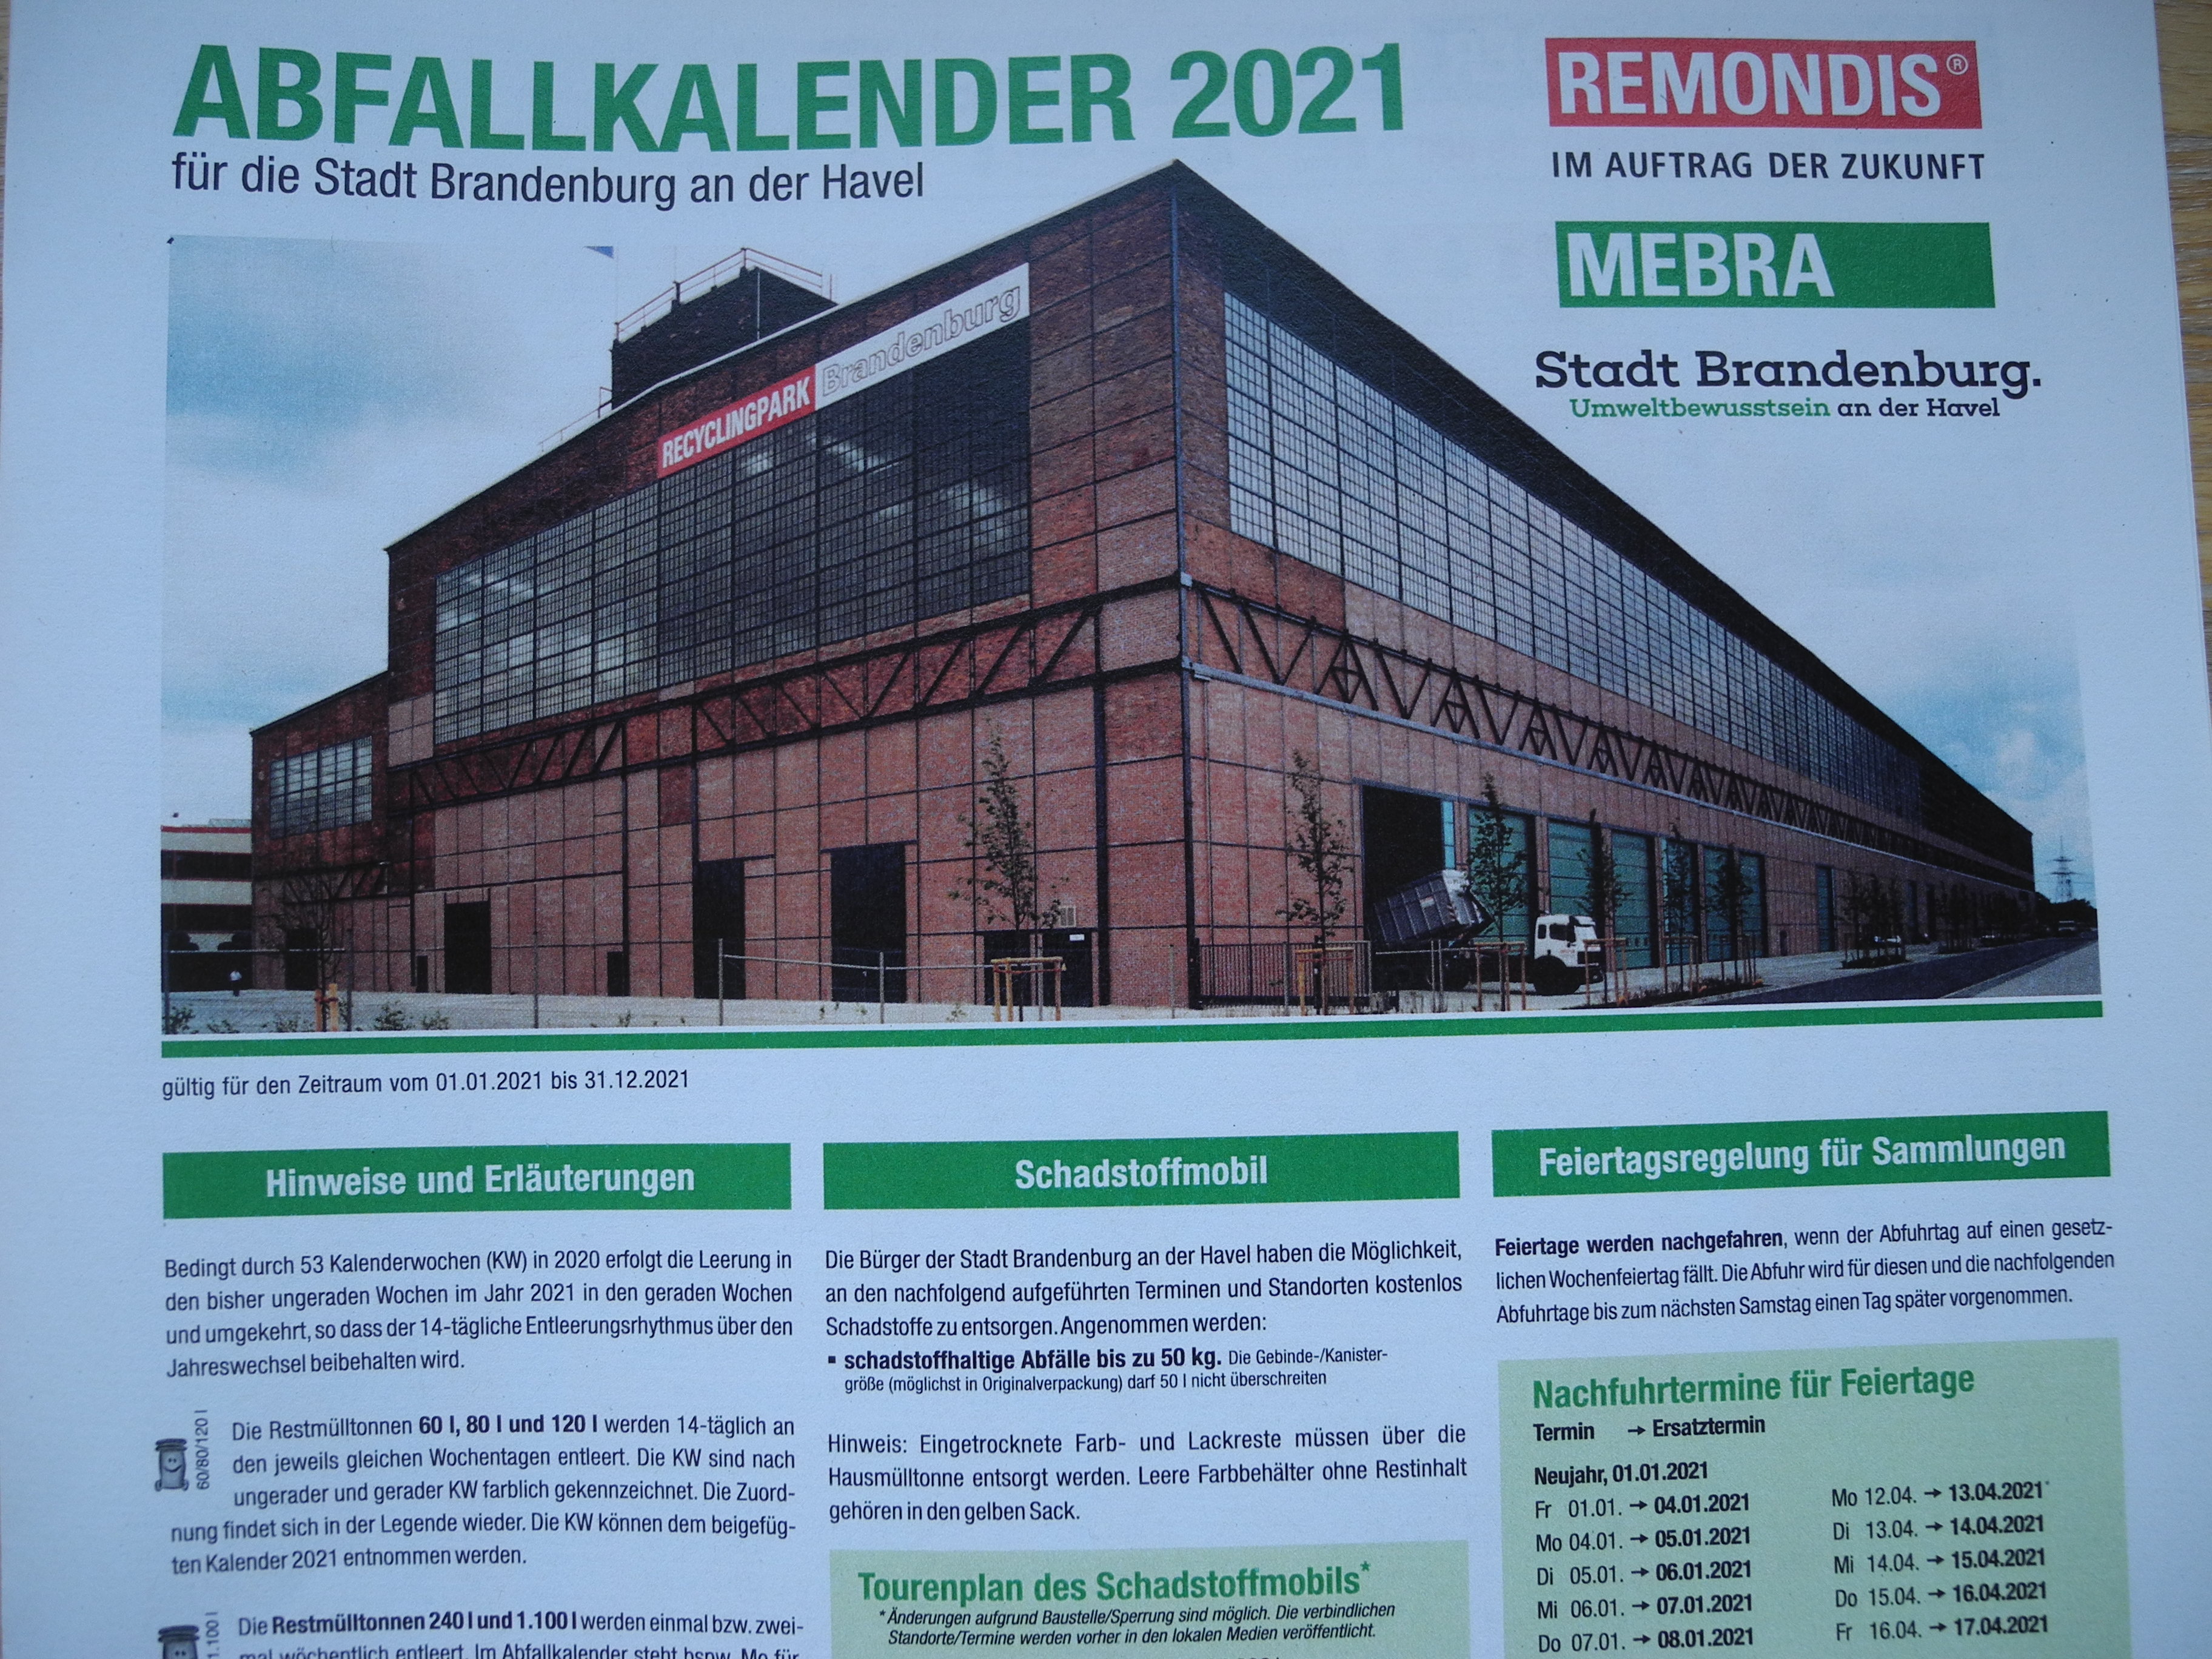 ABFALLKALENDER 2021
für die Stadt Brandenburg an der Havel
REMONDIS®
IM AUFTRAG DER ZUKUNFT
MEBRA
Stadt Brandenburg.
Umweltbewusstsein an der Havel
RECYCLINGPARK Brandenburg
gültig für den Zeitraum vom 01.01.2021 bis 31.12.2021
Hinweise und Erläuterungen
Bedingt durch 53 Kalenderwochen (KW) in 2020 erfolgt die Leerung in
den bisher ungeraden Wochen im Jahr 2021 in den geraden Wochen
und umgekehrt, so dass der 14-tägliche Entleerungsrhythmus über den
Jahreswechsel beibehalten wird.
60/80/120 l
Die Restmülltonnen 60 l, 80 l und 120 l werden 14-täglich an
den jeweils gleichen Wochentagen entleert. Die KW sind nach
ungerader und gerader KW farblich gekennzeichnet. Die Zuord-
nung findet sich in der Legende wieder. Die KW können dem beigefüg-
ten Kalender 2021 entnommen werden.
1.100 l
Die Restmülltonnen 240 l und 1.100 l werden einmal bzw. zwei-
mal wöchentlich entleert. Im Abfallkalender steht bspw. Mo für
Schadstoffmobil
Die Bürger der Stadt Brandenburg an der Havel haben die Möglichkeit,
an den nachfolgend aufgeführten Terminen und Standorten kostenlos
Schadstoffe zu entsorgen. Angenommen werden:
▪ schadstoffhaltige Abfälle bis zu 50 kg. Die Gebinde-/Kanister-
größe (möglichst in Originalverpackung) darf 50 l nicht überschreiten
Hinweis: Eingetrocknete Farb- und Lackreste müssen über die
Hausmülltonne entsorgt werden. Leere Farbbehälter ohne Restinhalt
gehören in den gelben Sack.
Tourenplan des Schadstoffmobils*
*Änderungen aufgrund Baustelle/Sperrung sind möglich. Die verbindlichen
Standorte/Termine werden vorher in den lokalen Medien veröffentlicht.
Feiertagsregelung für Sammlungen
Feiertage werden nachgefahren, wenn der Abfuhrtag auf einen gesetz-
lichen Wochenfeiertag fällt. Die Abfuhr wird für diesen und die nachfolgenden
Abfuhrtage bis zum nächsten Samstag einen Tag später vorgenommen.
Nachfuhrtermine für Feiertage
Termin → Ersatztermin
Neujahr, 01.01.2021
Fr 01.01. → 04.01.2021
Mo 04.01. → 05.01.2021
Di 05.01. → 06.01.2021
Mi 06.01. → 07.01.2021
Do 07.01. → 08.01.2021
Mo 12.04. → 13.04.2021*
Di 13.04. → 14.04.2021
Mi 14.04. → 15.04.2021
Do 15.04. → 16.04.2021
Fr 16.04. → 17.04.2021